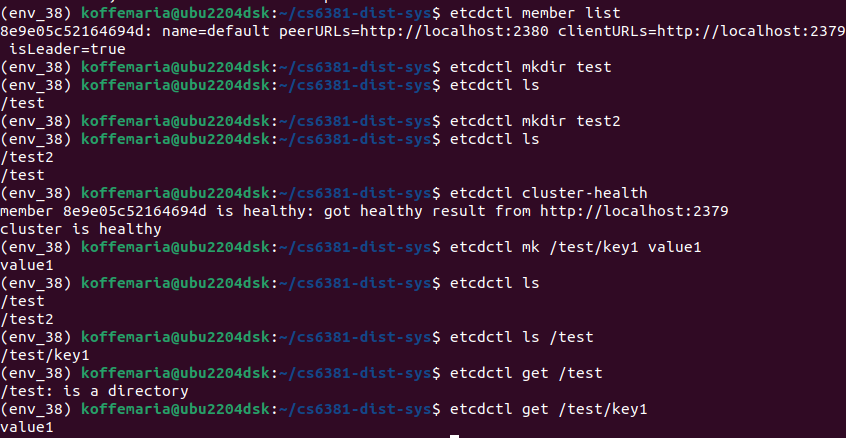 (env_38) koffemaria@ubu2204dsk:~/cs6381-dist-sys$ etcdctl member list
8e9e05c52164694d: name=default peerURLs=http://localhost:2380 clientURLs=http://localhost:2379
 isLeader=true
(env_38) koffemaria@ubu2204dsk:~/cs6381-dist-sys$ etcdctl mkdir test
(env_38) koffemaria@ubu2204dsk:~/cs6381-dist-sys$ etcdctl ls
/test
(env_38) koffemaria@ubu2204dsk:~/cs6381-dist-sys$ etcdctl mkdir test2
(env_38) koffemaria@ubu2204dsk:~/cs6381-dist-sys$ etcdctl ls
/test2
/test
(env_38) koffemaria@ubu2204dsk:~/cs6381-dist-sys$ etcdctl cluster-health
member 8e9e05c52164694d is healthy: got healthy result from http://localhost:2379
cluster is healthy
(env_38) koffemaria@ubu2204dsk:~/cs6381-dist-sys$ etcdctl mk /test/key1 value1
value1
(env_38) koffemaria@ubu2204dsk:~/cs6381-dist-sys$ etcdctl ls
/test
/test2
(env_38) koffemaria@ubu2204dsk:~/cs6381-dist-sys$ etcdctl ls /test
/test/key1
(env_38) koffemaria@ubu2204dsk:~/cs6381-dist-sys$ etcdctl get /test
/test: is a directory
(env_38) koffemaria@ubu2204dsk:~/cs6381-dist-sys$ etcdctl get /test/key1
value1